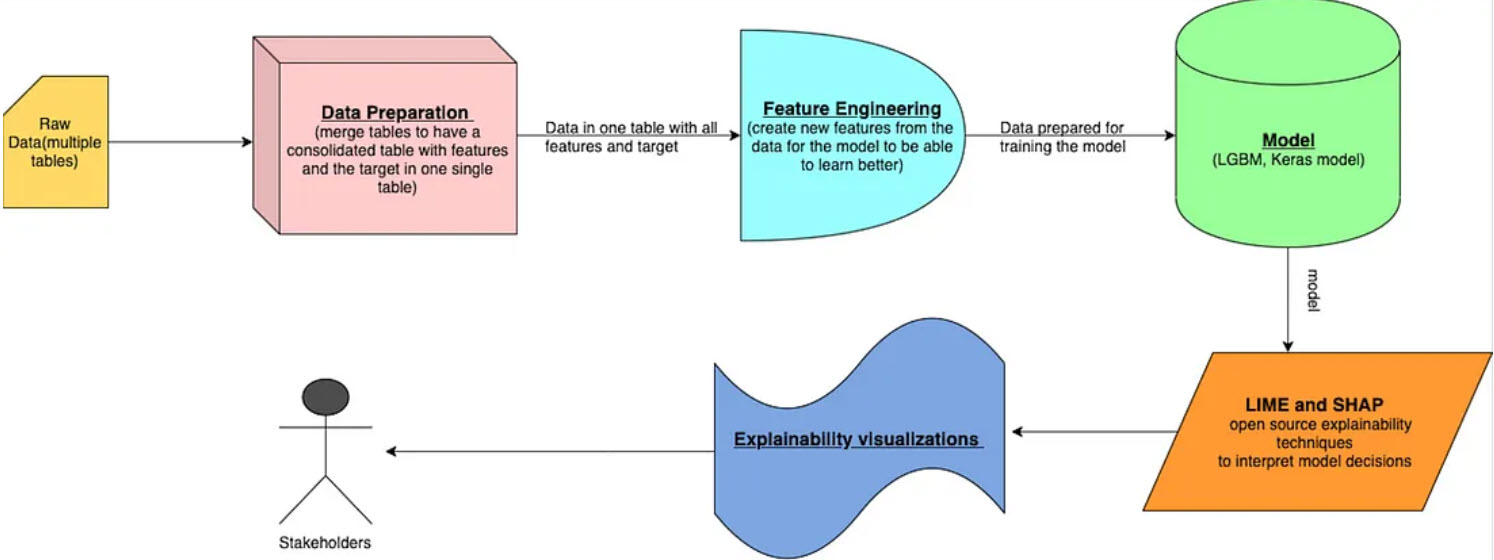 Raw
Data(multiple
tables)
Data Preparation
(merge tables to have a
consolidated table with features
and the target in one single
table)
Data in one table with all
features and target
Feature Engineering
(create new features from the
data for the model to be able
to learn better)
Data prepared for
training the model
Model
(LGBM, Keras model)
model
LIME and SHAP
open source explainability
techniques
to interpret model decisions
Explainability visualizations
Stakeholders